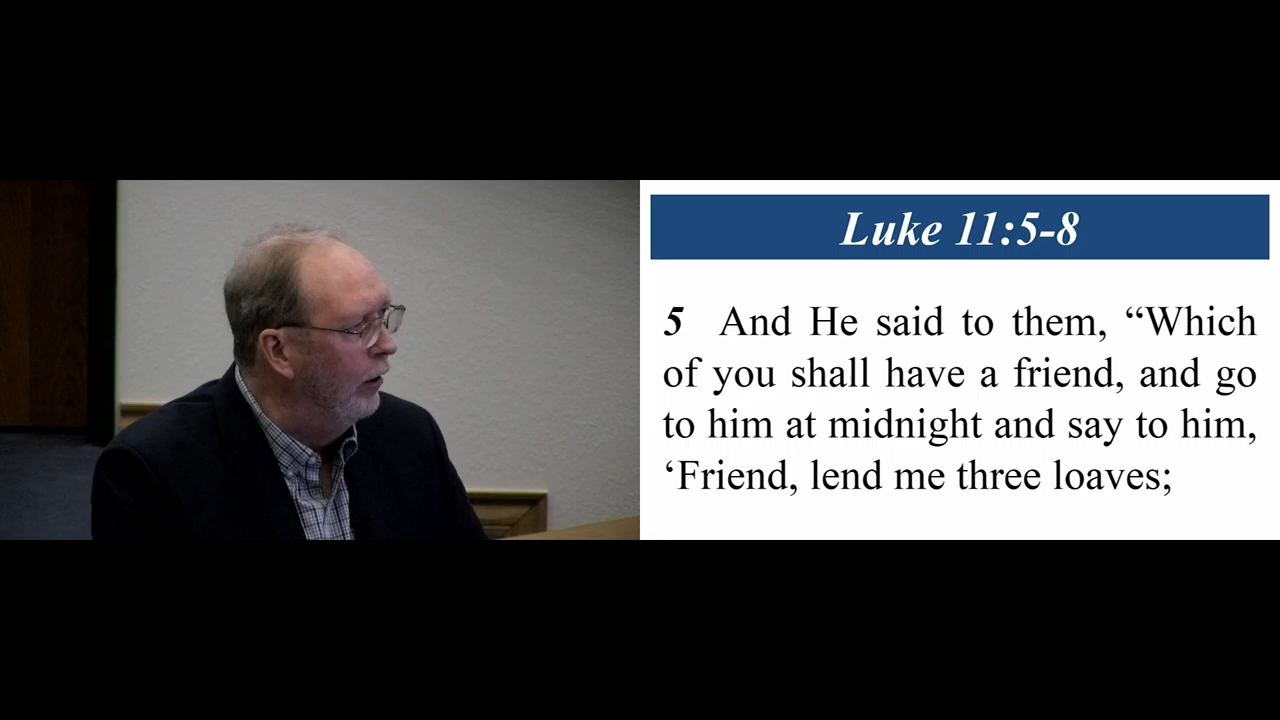 Luke 11:5-8
5 And He said to them, “Which
of you shall have a friend, and go
to him at midnight and say to him,
‘Friend, lend me three loaves;